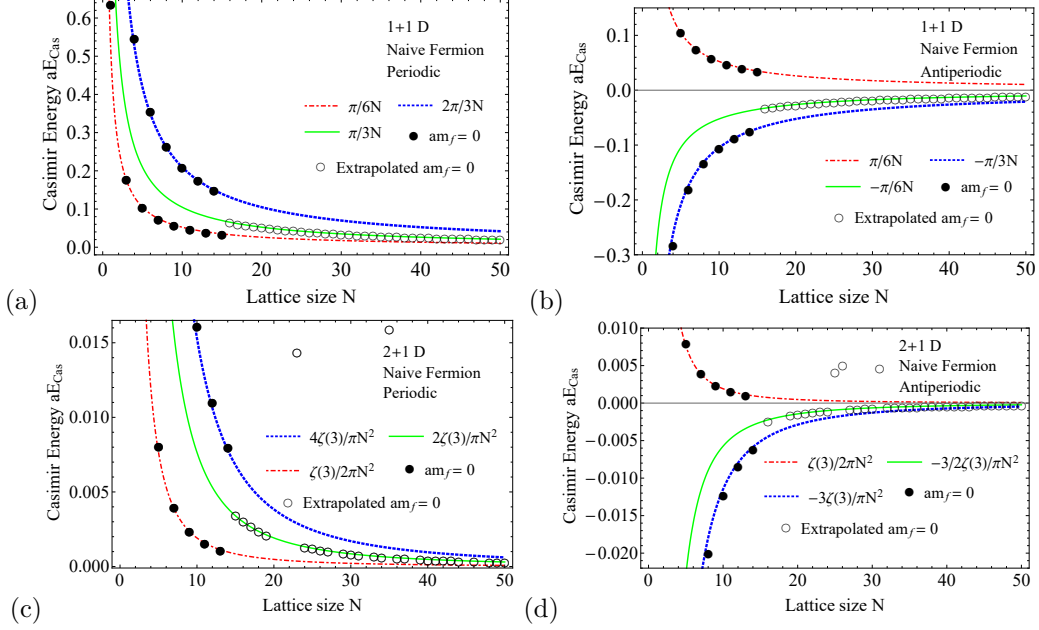 Casimir Energy aE_Cas
0.6
0.5
0.4
0.3
0.2
0.1
0.0
1+1 D
Naive Fermion
Periodic
π/6N
2π/3N
π/3N
am_f = 0
Extrapolated am_f = 0
0
10
20
30
40
50
Lattice size N
(a)
Casimir Energy aE_Cas
0.1
0.0
−0.1
−0.2
−0.3
1+1 D
Naive Fermion
Antiperiodic
π/6N
−π/3N
−π/6N
am_f = 0
Extrapolated am_f = 0
0
10
20
30
40
50
Lattice size N
(b)
Casimir Energy aE_Cas
0.015
0.010
0.005
0.000
2+1 D
Naive Fermion
Periodic
4ζ(3)/πN²
2ζ(3)/πN²
ζ(3)/2πN²
am_f = 0
Extrapolated am_f = 0
0
10
20
30
40
50
Lattice size N
(c)
Casimir Energy aE_Cas
0.010
0.005
0.000
−0.005
−0.010
−0.015
−0.020
2+1 D
Naive Fermion
Antiperiodic
ζ(3)/2πN²
−3/2ζ(3)/πN²
−3ζ(3)/πN²
am_f = 0
Extrapolated am_f = 0
0
10
20
30
40
50
Lattice size N
(d)